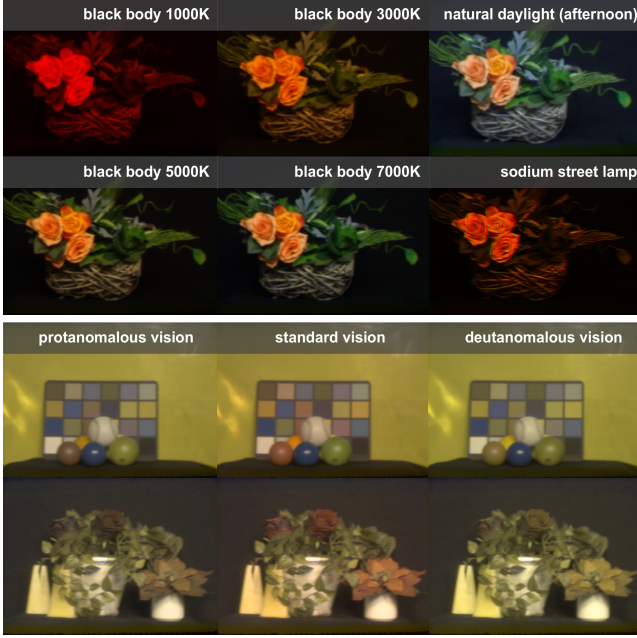 black body 1000K
black body 3000K
natural daylight (afternoon)
black body 5000K
black body 7000K
sodium street lamp
protanomalous vision
standard vision
deutanomalous vision